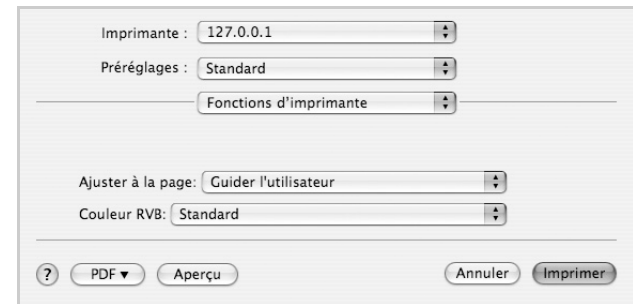 Imprimante : 127.0.0.1
Préréglages : Standard
Fonctions d'imprimante
Ajuster à la page: Guider l'utilisateur
Couleur RVB: Standard
? PDF ▼ Aperçu Annuler Imprimer